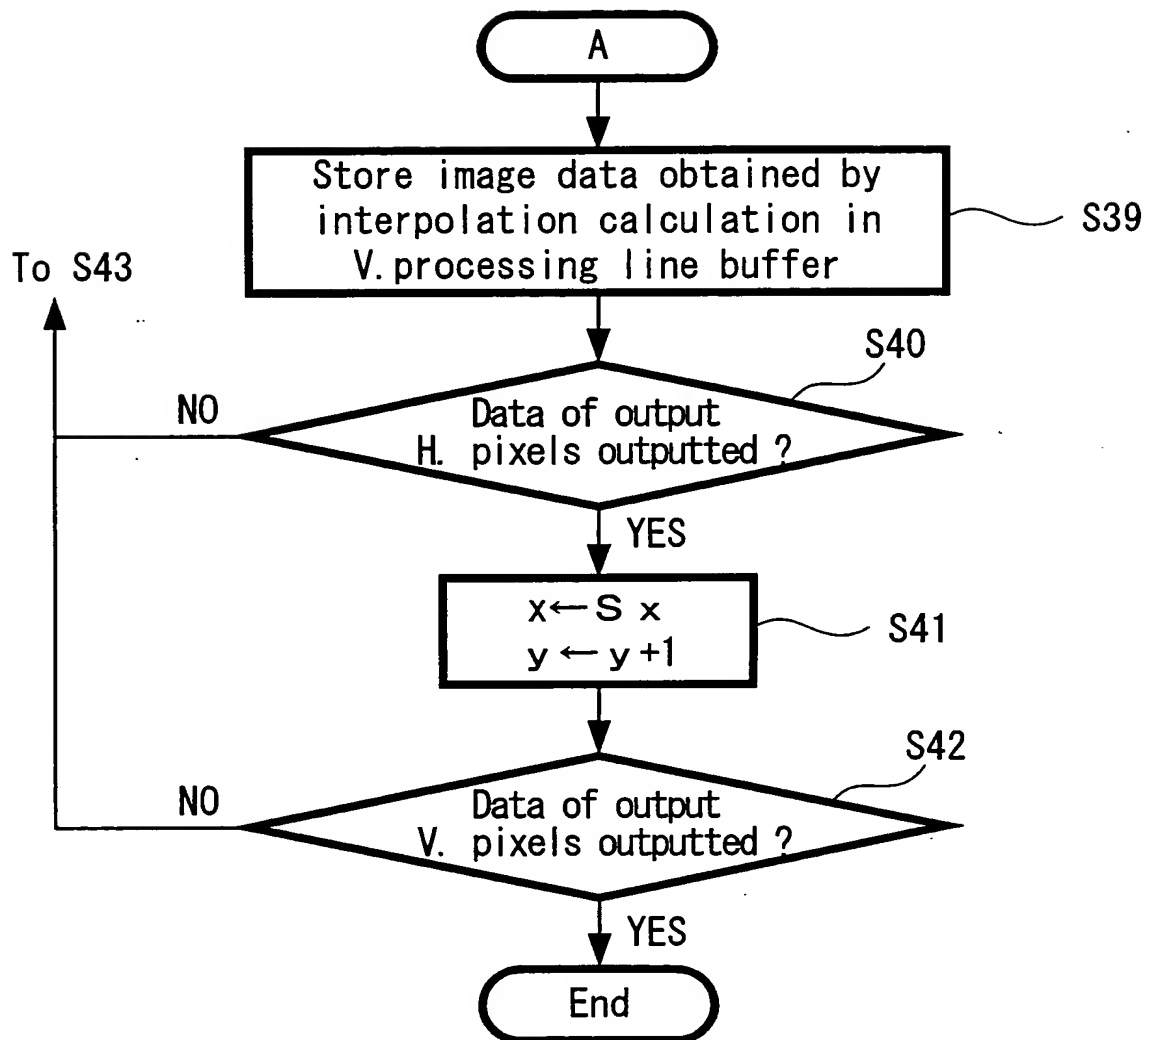 A
Store image data obtained by
interpolation calculation in
V.processing line buffer
S39
To S43
S40
NO
Data of output
H. pixels outputted ?
YES
x←S x
y←y+1
S41
S42
NO
Data of output
V. pixels outputted ?
YES
End